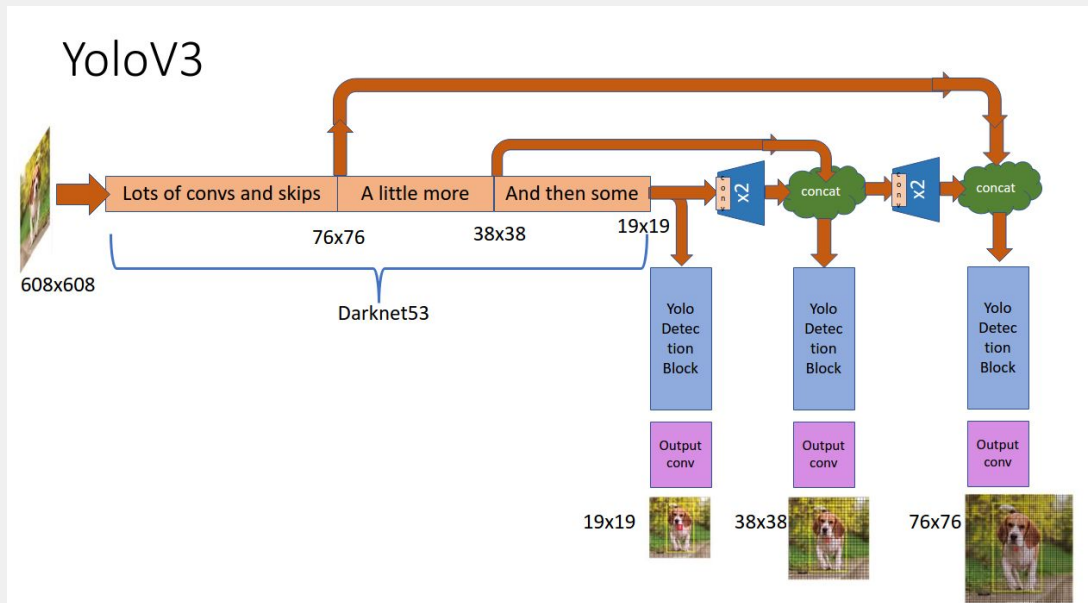 YoloV3
Lots of convs and skips
A little more
And then some
conv
x2
concat
conv
x2
concat
76x76
38x38
19x19
608x608
Darknet53
Yolo
Detec
tion
Block
Yolo
Detec
tion
Block
Yolo
Detec
tion
Block
Output
conv
Output
conv
Output
conv
19x19
38x38
76x76